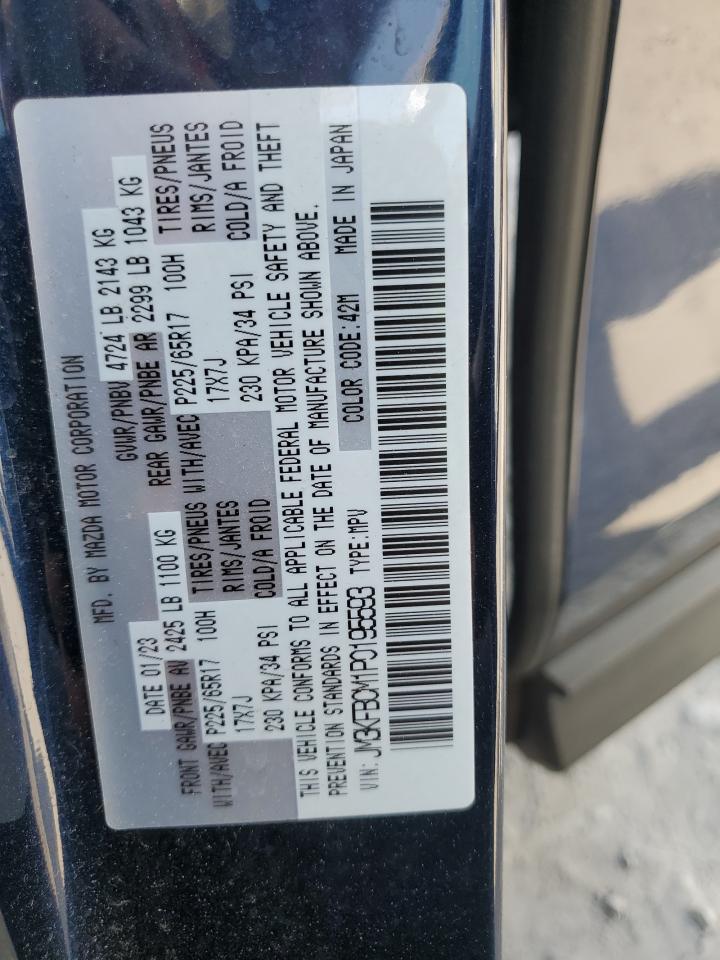 MFD. BY MAZDA MOTOR CORPORATION
DATE 01/23 GVWR/PNBV 4724 LB 2143 KG
FRONT GAWR/PNBE AV 2425 LB 1100 KG REAR GAWR/PNBE AR 2299 LB 1043 KG
WITH/AVEC P225/65R17 100H TIRES/PNEUS WITH/AVEC P225/65R17 100H TIRES/PNEUS
17X7J RIMS/JANTES 17X7J RIMS/JANTES
230 KPA/34 PSI COLD/A FROID 230 KPA/34 PSI COLD/A FROID
THIS VEHICLE CONFORMS TO ALL APPLICABLE FEDERAL MOTOR VEHICLE SAFETY AND THEFT
PREVENTION STANDARDS IN EFFECT ON THE DATE OF MANUFACTURE SHOWN ABOVE.
VIN: JM3KFBCM1P0195593 TYPE:MPV COLOR CODE:42M MADE IN JAPAN